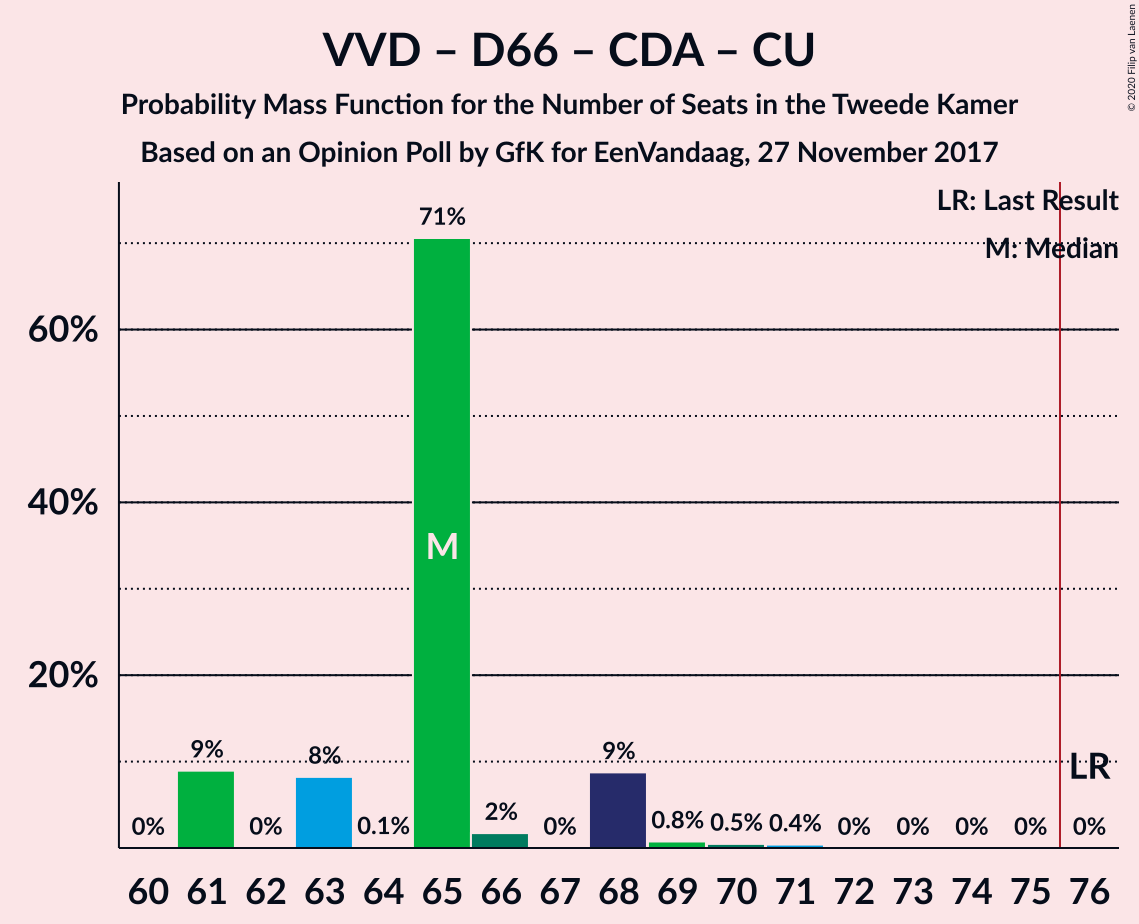 VVD – D66 – CDA – CU
Probability Mass Function for the Number of Seats in the Tweede Kamer
Based on an Opinion Poll by GfK for EenVandaag, 27 November 2017
© 2020 Filip van Laenen
LR: Last Result
M: Median
71%
60%
40%
M
20%
9% 8% 9% LR
0% 0% 0.1% 2% 0% 0.8% 0.5% 0.4% 0% 0% 0% 0% 0%
60 61 62 63 64 65 66 67 68 69 70 71 72 73 74 75 76